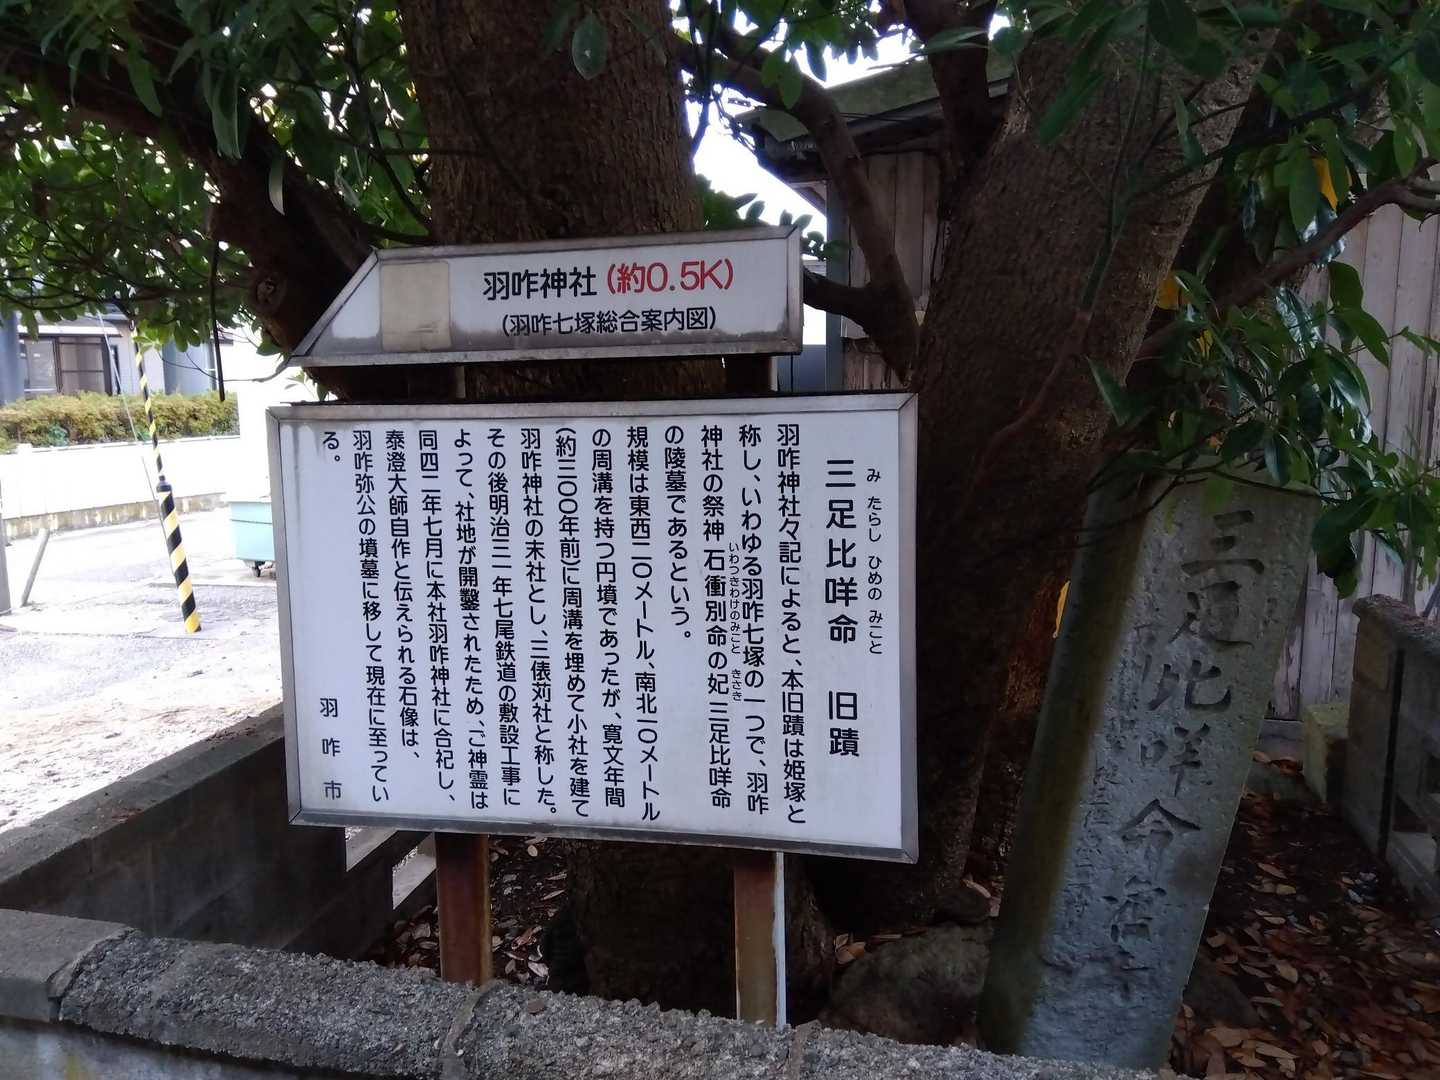 羽咋神社(約0.5K)
(羽咋七塚総合案内図)
み たらし ひめの みこと
三足比咩命 旧蹟
羽咋神社々記によると、本旧蹟は姫塚と
称し、いわゆる羽咋七塚の一つで、羽咋
いわつきわけのみこと きさき
神社の祭神 石衝別命の妃 三足比咩命
の陵墓であるという。
規模は東西二〇メートル、南北一〇メートル
の周溝を持つ円墳であったが、寛文年間
(約三〇〇年前)に周溝を埋めて小社を建て
羽咋神社の末社とし、三俵苅社と称した。
その後明治三一年七尾鉄道の敷設工事に
よって、社地が開鑿されたため、ご神霊は
同四二年七月に本社羽咋神社に合祀し、
泰澄大師自作と伝えられる石像は、
羽咋弥公の墳墓に移して現在に至ってい
る。
羽咋市
三足比咩命